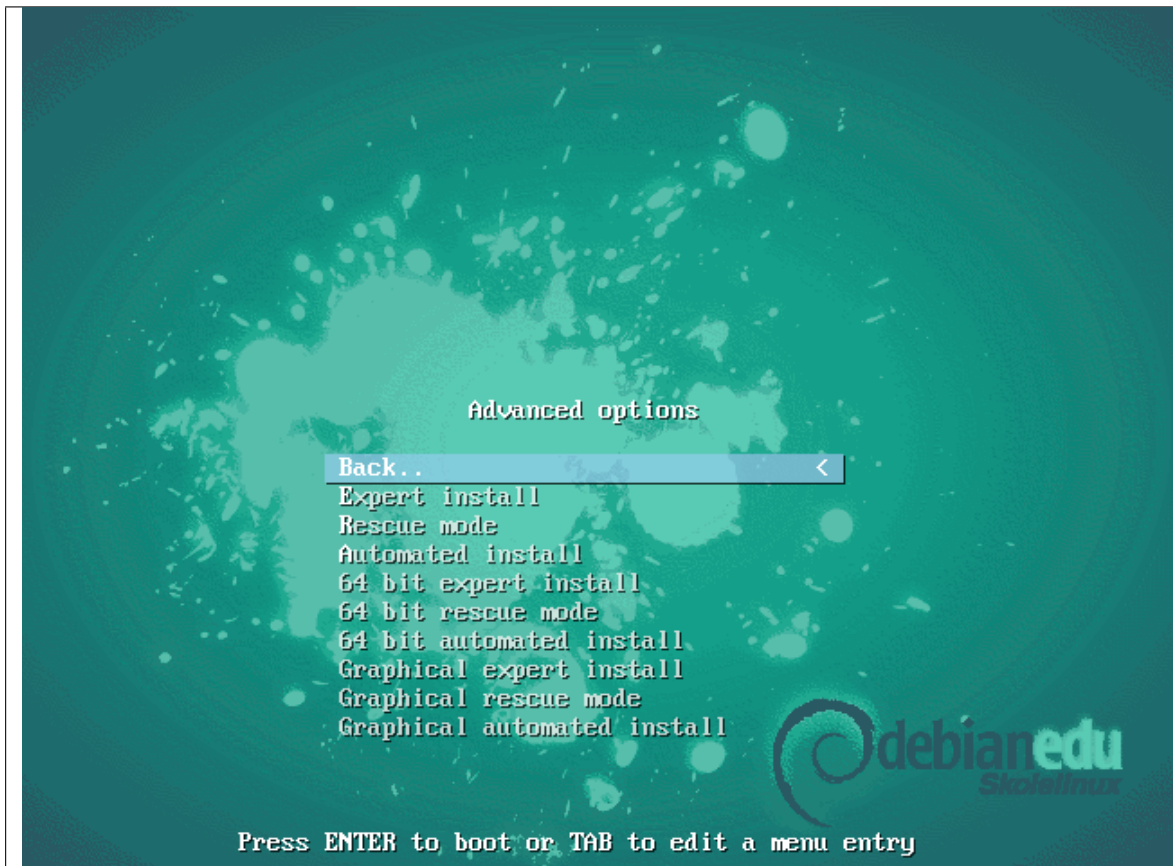 Advanced options
Back.. <
Expert install
Rescue mode
Automated install
64 bit expert install
64 bit rescue mode
64 bit automated install
Graphical expert install
Graphical rescue mode
Graphical automated install
debianedu
Skolelinux
Press ENTER to boot or TAB to edit a menu entry